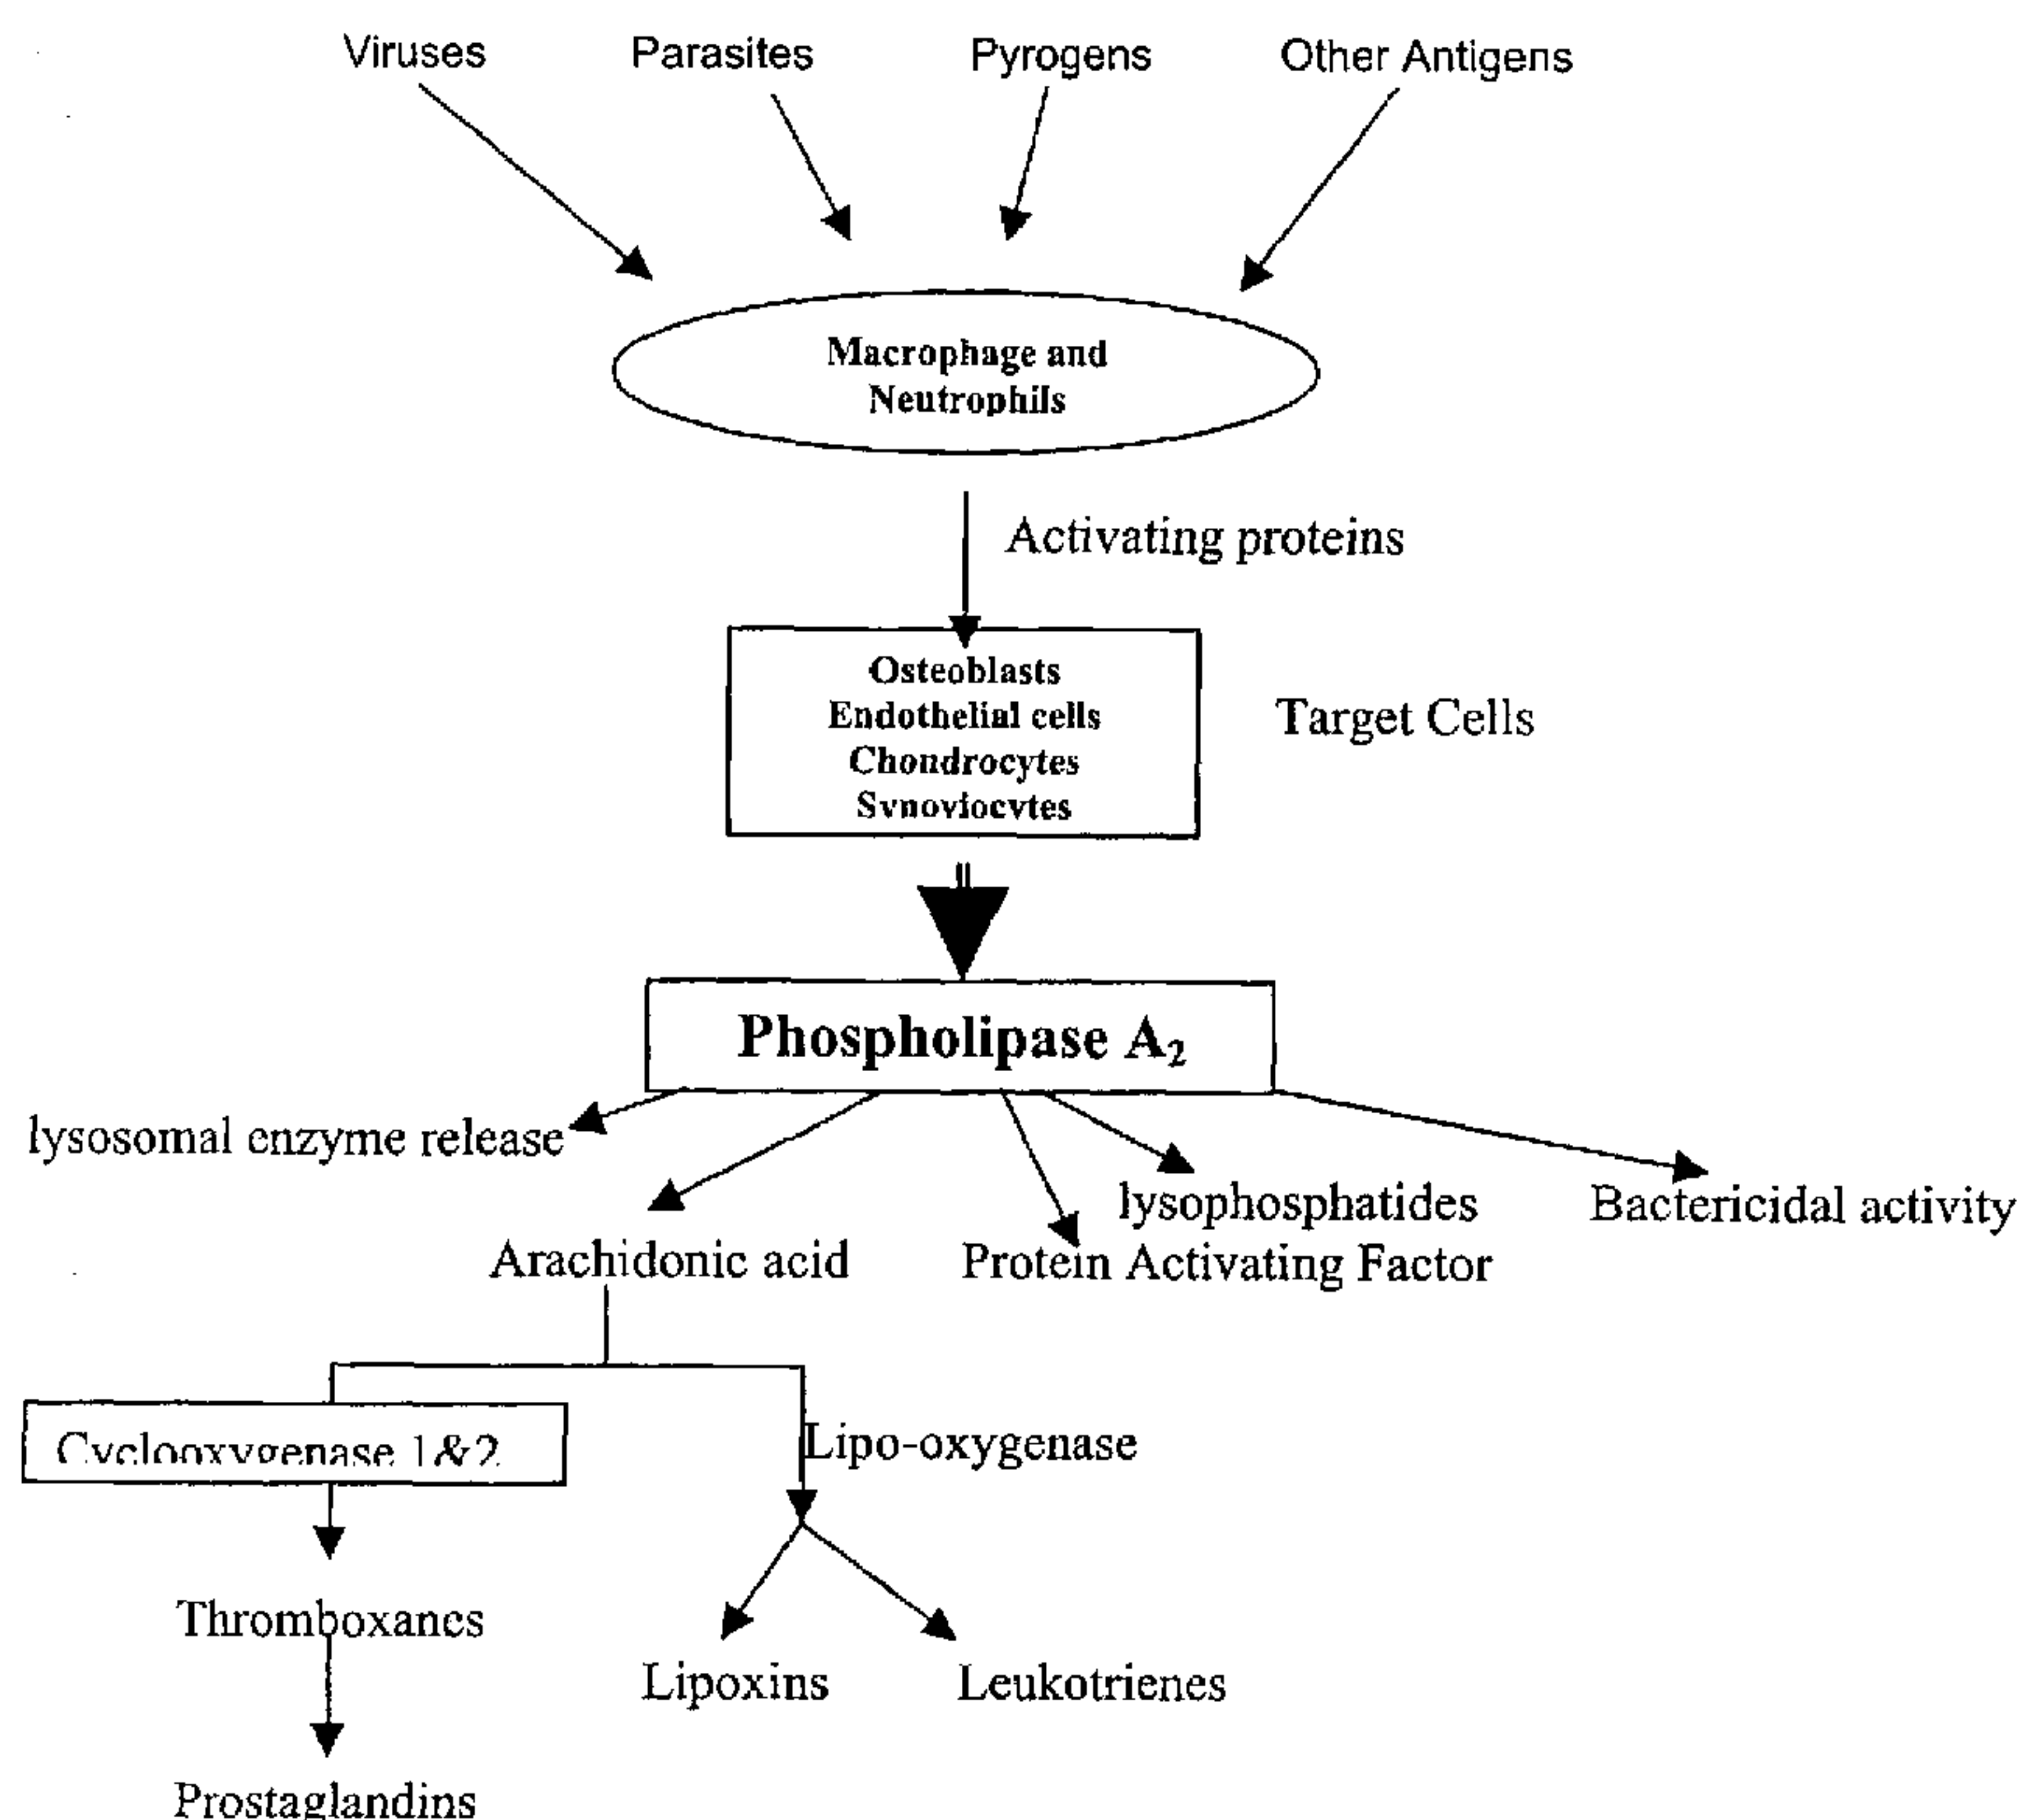 Viruses
Parasites
Pyrogens
Other Antigens
Macrophage and
Neutrophils
Activating proteins
Osteoblasts
Endothelial cells
Chondrocytes
Synoviocytes
Target Cells
Phospholipase A₂
lysosomal enzyme release
lysophosphatides
Bactericidal activity
Arachidonic acid
Protein Activating Factor
Cyclooxygenase 1&2
Lipo-oxygenase
Thromboxanes
Lipoxins
Leukotrienes
Prostaglandins